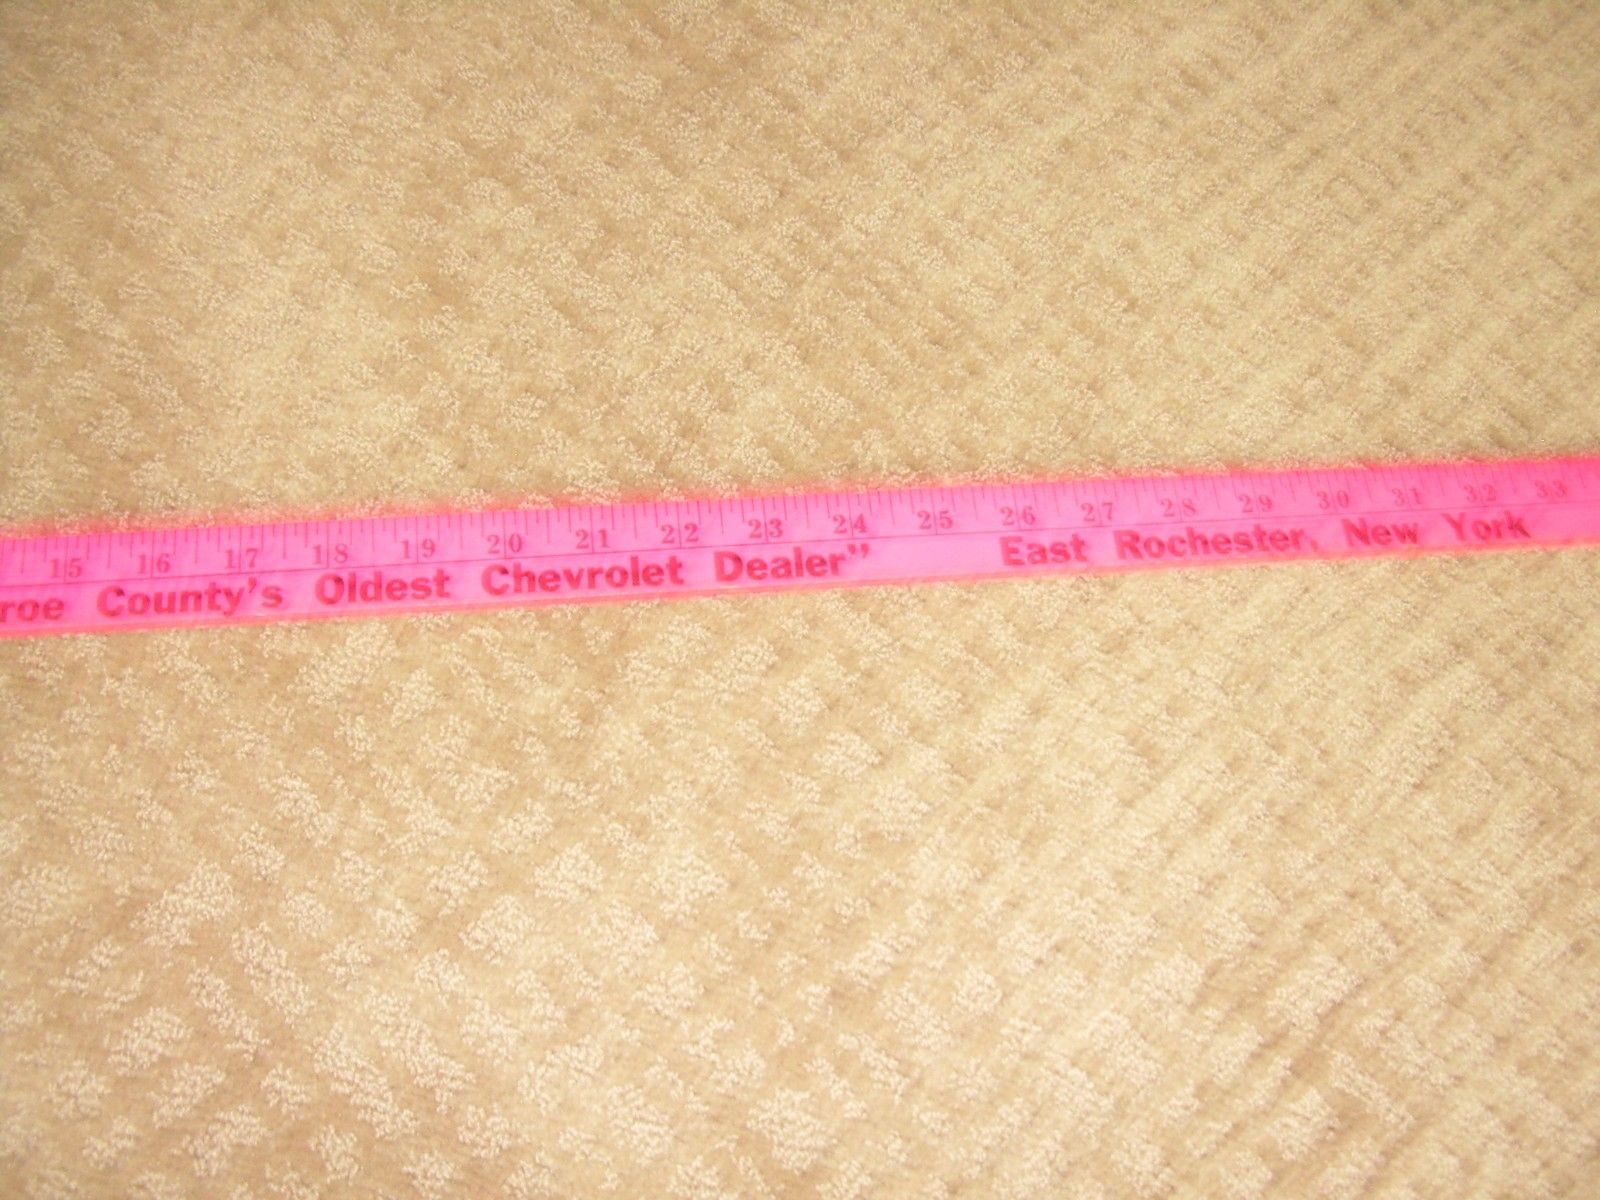 15 16 17 18 19 20 21 22 23 24 25 26 27 28 29 30 31 32 33
roe County's Oldest Chevrolet Dealer” East Rochester, New York